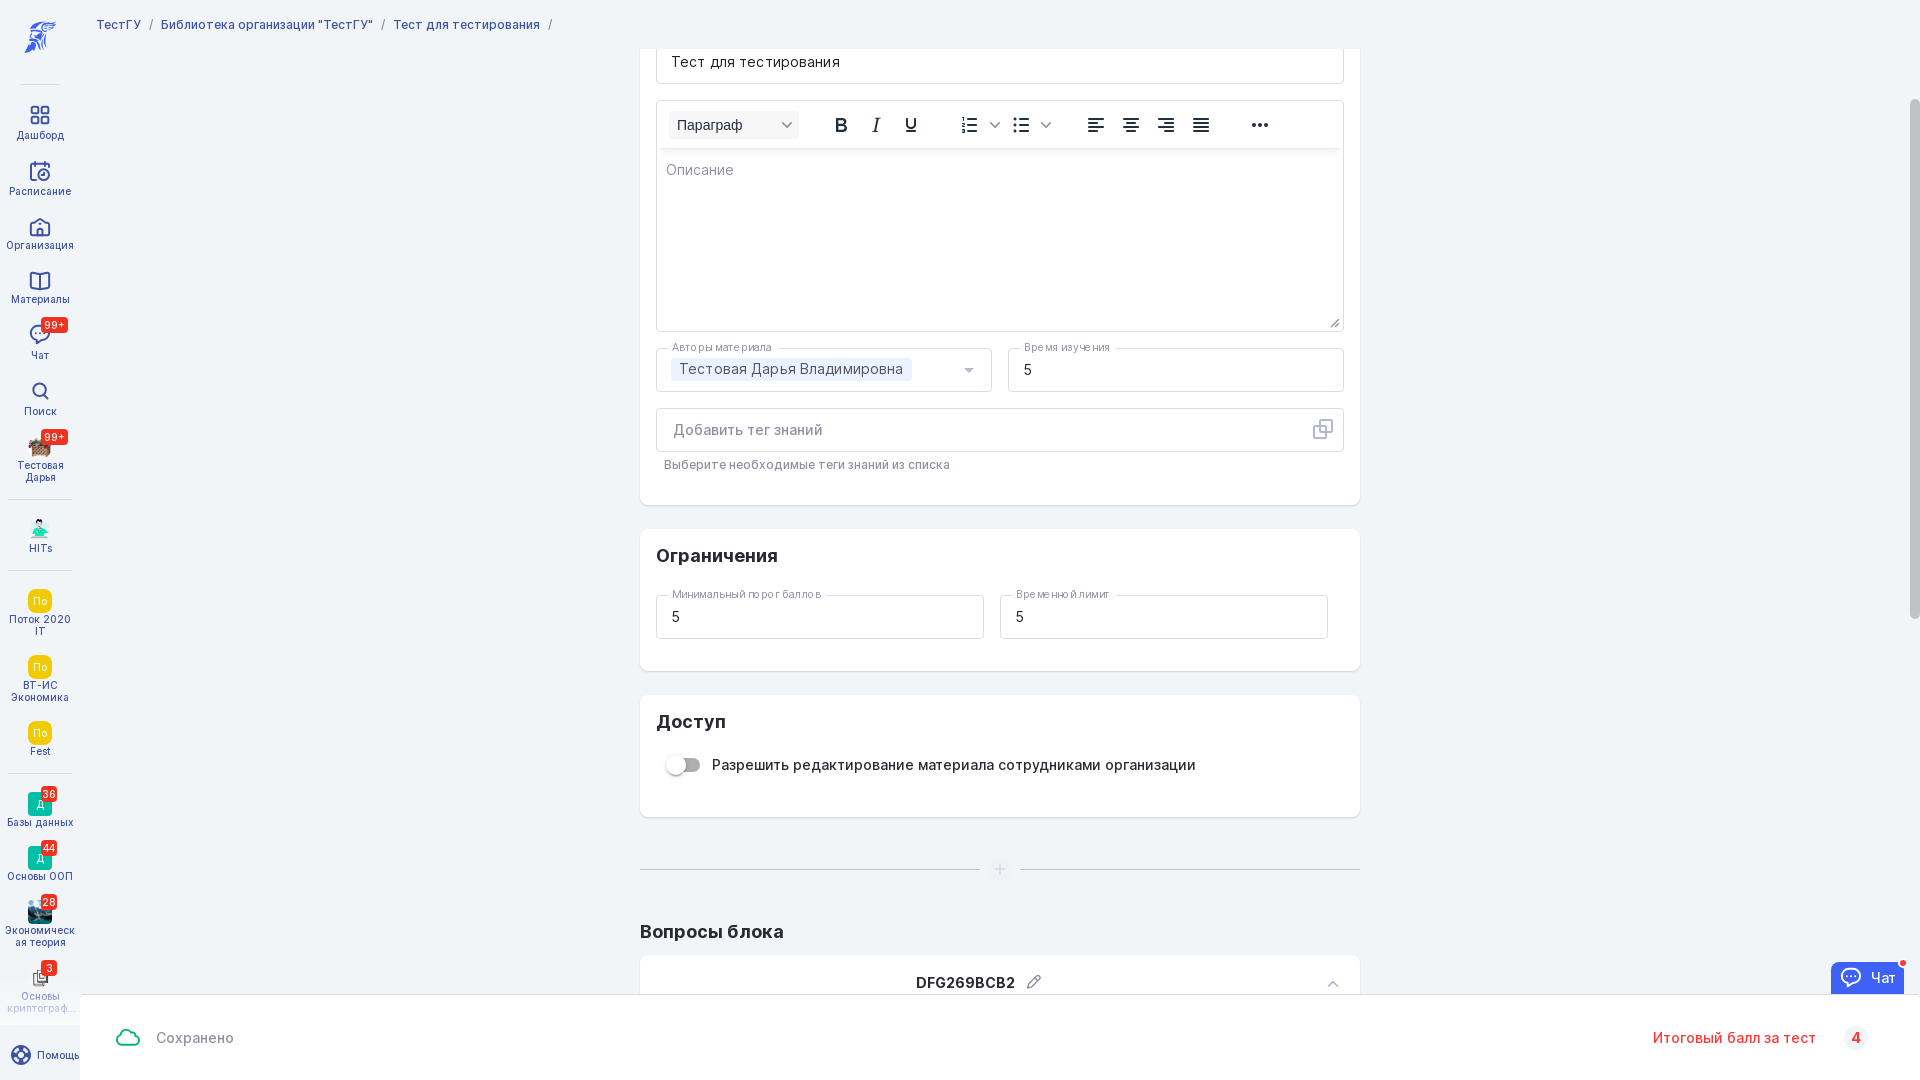 ТестГУ / Библиотека организации "ТестГУ" / Тест для тестирования /
Дашборд
Расписание
Организация
Материалы
99+
Чат
Поиск
99+
Тестовая
Дарья
HITs
По
Поток 2020
IT
По
ВТ-ИС
Экономика
По
Fest
36
Д
Базы данных
44
Д
Основы ООП
28
Экономическ
ая теория
3
Основы
криптограф...
Помощь
Тест для тестирования
Параграф
B I U
Описание
Авторы материала
Тестовая Дарья Владимировна
Время изучения
5
Добавить тег знаний
Выберите необходимые теги знаний из списка
Ограничения
Минимальный порог баллов
5
Временной лимит
5
Доступ
Разрешить редактирование материала сотрудниками организации
Вопросы блока
DFG269BCB2
Чат
Сохранено
Итоговый балл за тест 4